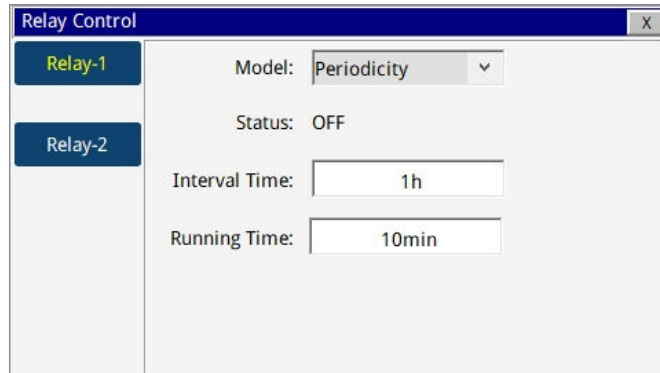 Relay Control
X
Relay-1
Model: Periodicity
Status: OFF
Relay-2
Interval Time: 1h
Running Time: 10min